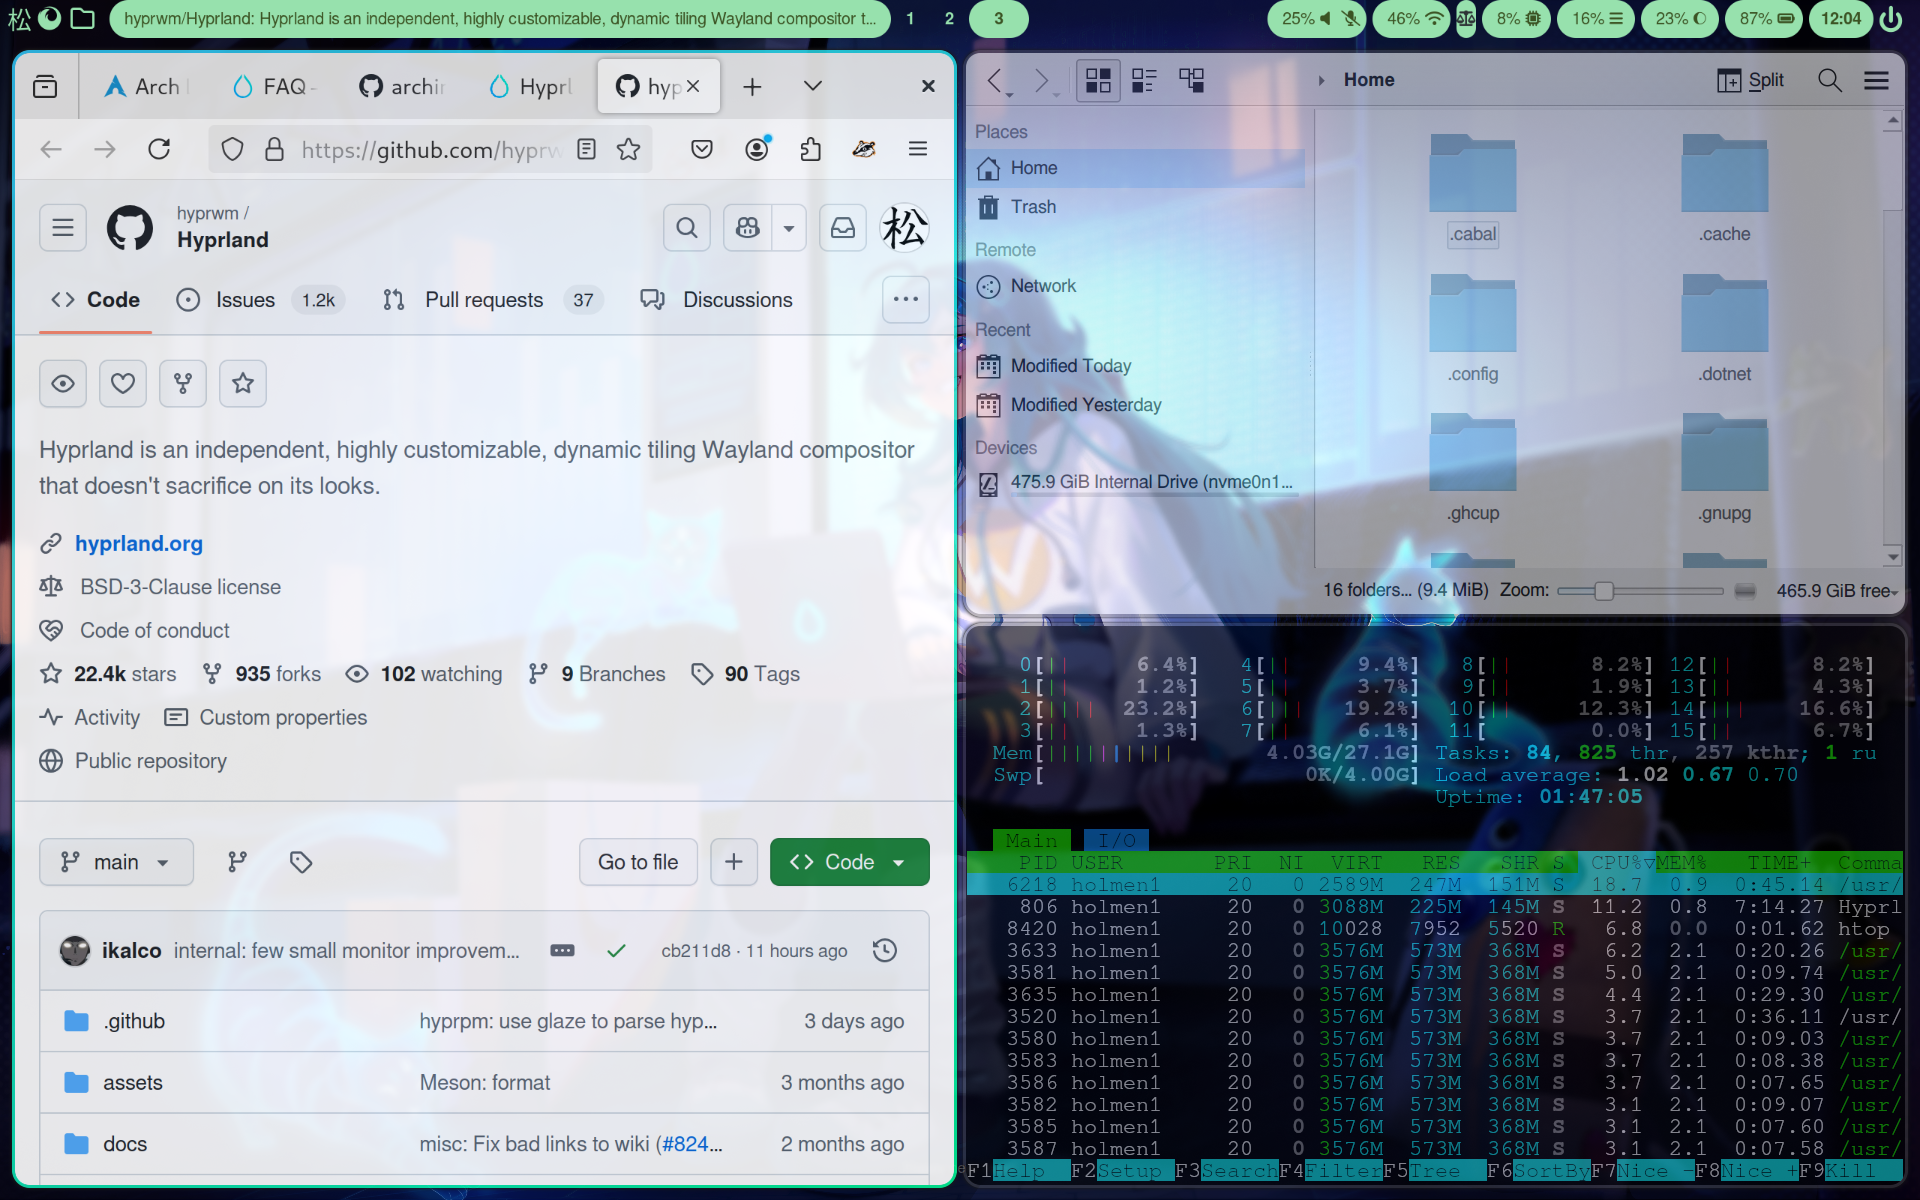 松
hyprwm/Hyprland: Hyprland is an independent, highly customizable, dynamic tiling Wayland compositor t...
1 2 3
25% 46% 8% 16% 23% 87% 12:04
Arch FAQ - archi Hyprl hyp
https://github.com/hyprw
hyprwm /
Hyprland
松
Code Issues 1.2k Pull requests 37 Discussions
Hyprland is an independent, highly customizable, dynamic tiling Wayland compositor
that doesn't sacrifice on its looks.
hyprland.org
BSD-3-Clause license
Code of conduct
22.4k stars 935 forks 102 watching 9 Branches 90 Tags
Activity Custom properties
Public repository
main Go to file Code
ikalco internal: few small monitor improvem... cb211d8 · 11 hours ago
.github hyprpm: use glaze to parse hyp... 3 days ago
assets Meson: format 3 months ago
docs misc: Fix bad links to wiki (#824... 2 months ago
Home Split
Places
Home
Trash
Remote
Network
Recent
Modified Today
Modified Yesterday
Devices
475.9 GiB Internal Drive (nvme0n1...
.cabal .cache
.config .dotnet
.ghcup .gnupg
16 folders... (9.4 MiB) Zoom: 465.9 GiB free
0[|| 6.4%] 4[|| 9.4%] 8[|| 8.2%] 12[|| 8.2%]
1[|| 1.2%] 5[|| 3.7%] 9[|| 1.9%] 13[|| 4.3%]
2[|||| 23.2%] 6[||| 19.2%] 10[|| 12.3%] 14[||| 16.6%]
3[|| 1.3%] 7[|| 6.1%] 11[ 0.0%] 15[|| 6.7%]
Mem[|||||||||| 4.03G/27.1G] Tasks: 84, 825 thr, 257 kthr; 1 ru
Swp[ 0K/4.00G] Load average: 1.02 0.67 0.70
Uptime: 01:47:05
Main I/O
PID USER PRI NI VIRT RES SHR S CPU%▽MEM% TIME+ Comma
6218 holmen1 20 0 2589M 247M 151M S 18.7 0.9 0:45.14 /usr/
806 holmen1 20 0 3088M 225M 145M S 11.2 0.8 7:14.27 Hyprl
8420 holmen1 20 0 10028 7952 5520 R 6.8 0.0 0:01.62 htop
3633 holmen1 20 0 3576M 573M 368M S 6.2 2.1 0:20.26 /usr/
3581 holmen1 20 0 3576M 573M 368M S 5.0 2.1 0:09.74 /usr/
3635 holmen1 20 0 3576M 573M 368M S 4.4 2.1 0:29.30 /usr/
3520 holmen1 20 0 3576M 573M 368M S 3.7 2.1 0:36.11 /usr/
3580 holmen1 20 0 3576M 573M 368M S 3.7 2.1 0:09.03 /usr/
3583 holmen1 20 0 3576M 573M 368M S 3.7 2.1 0:08.38 /usr/
3586 holmen1 20 0 3576M 573M 368M S 3.7 2.1 0:07.65 /usr/
3582 holmen1 20 0 3576M 573M 368M S 3.1 2.1 0:09.07 /usr/
3585 holmen1 20 0 3576M 573M 368M S 3.1 2.1 0:07.60 /usr/
3587 holmen1 20 0 3576M 573M 368M S 3.1 2.1 0:07.58 /usr/
F1Help F2Setup F3SearchF4FilterF5Tree F6SortByF7Nice -F8Nice +F9Kill